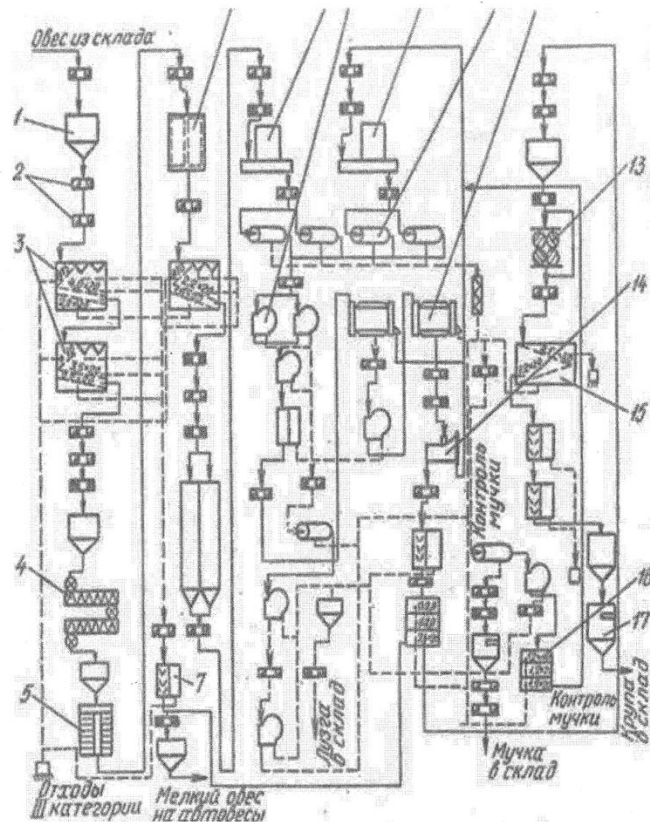 Овес из склада
1
2
3
4
5
7
13
14
15
16
17
Отходы
III категории
Мелкий овес
на автовесы
Лузга
в склад
Контроль
мучки
Мучка
в склад
Контроль
мучки
Крупа
в склад